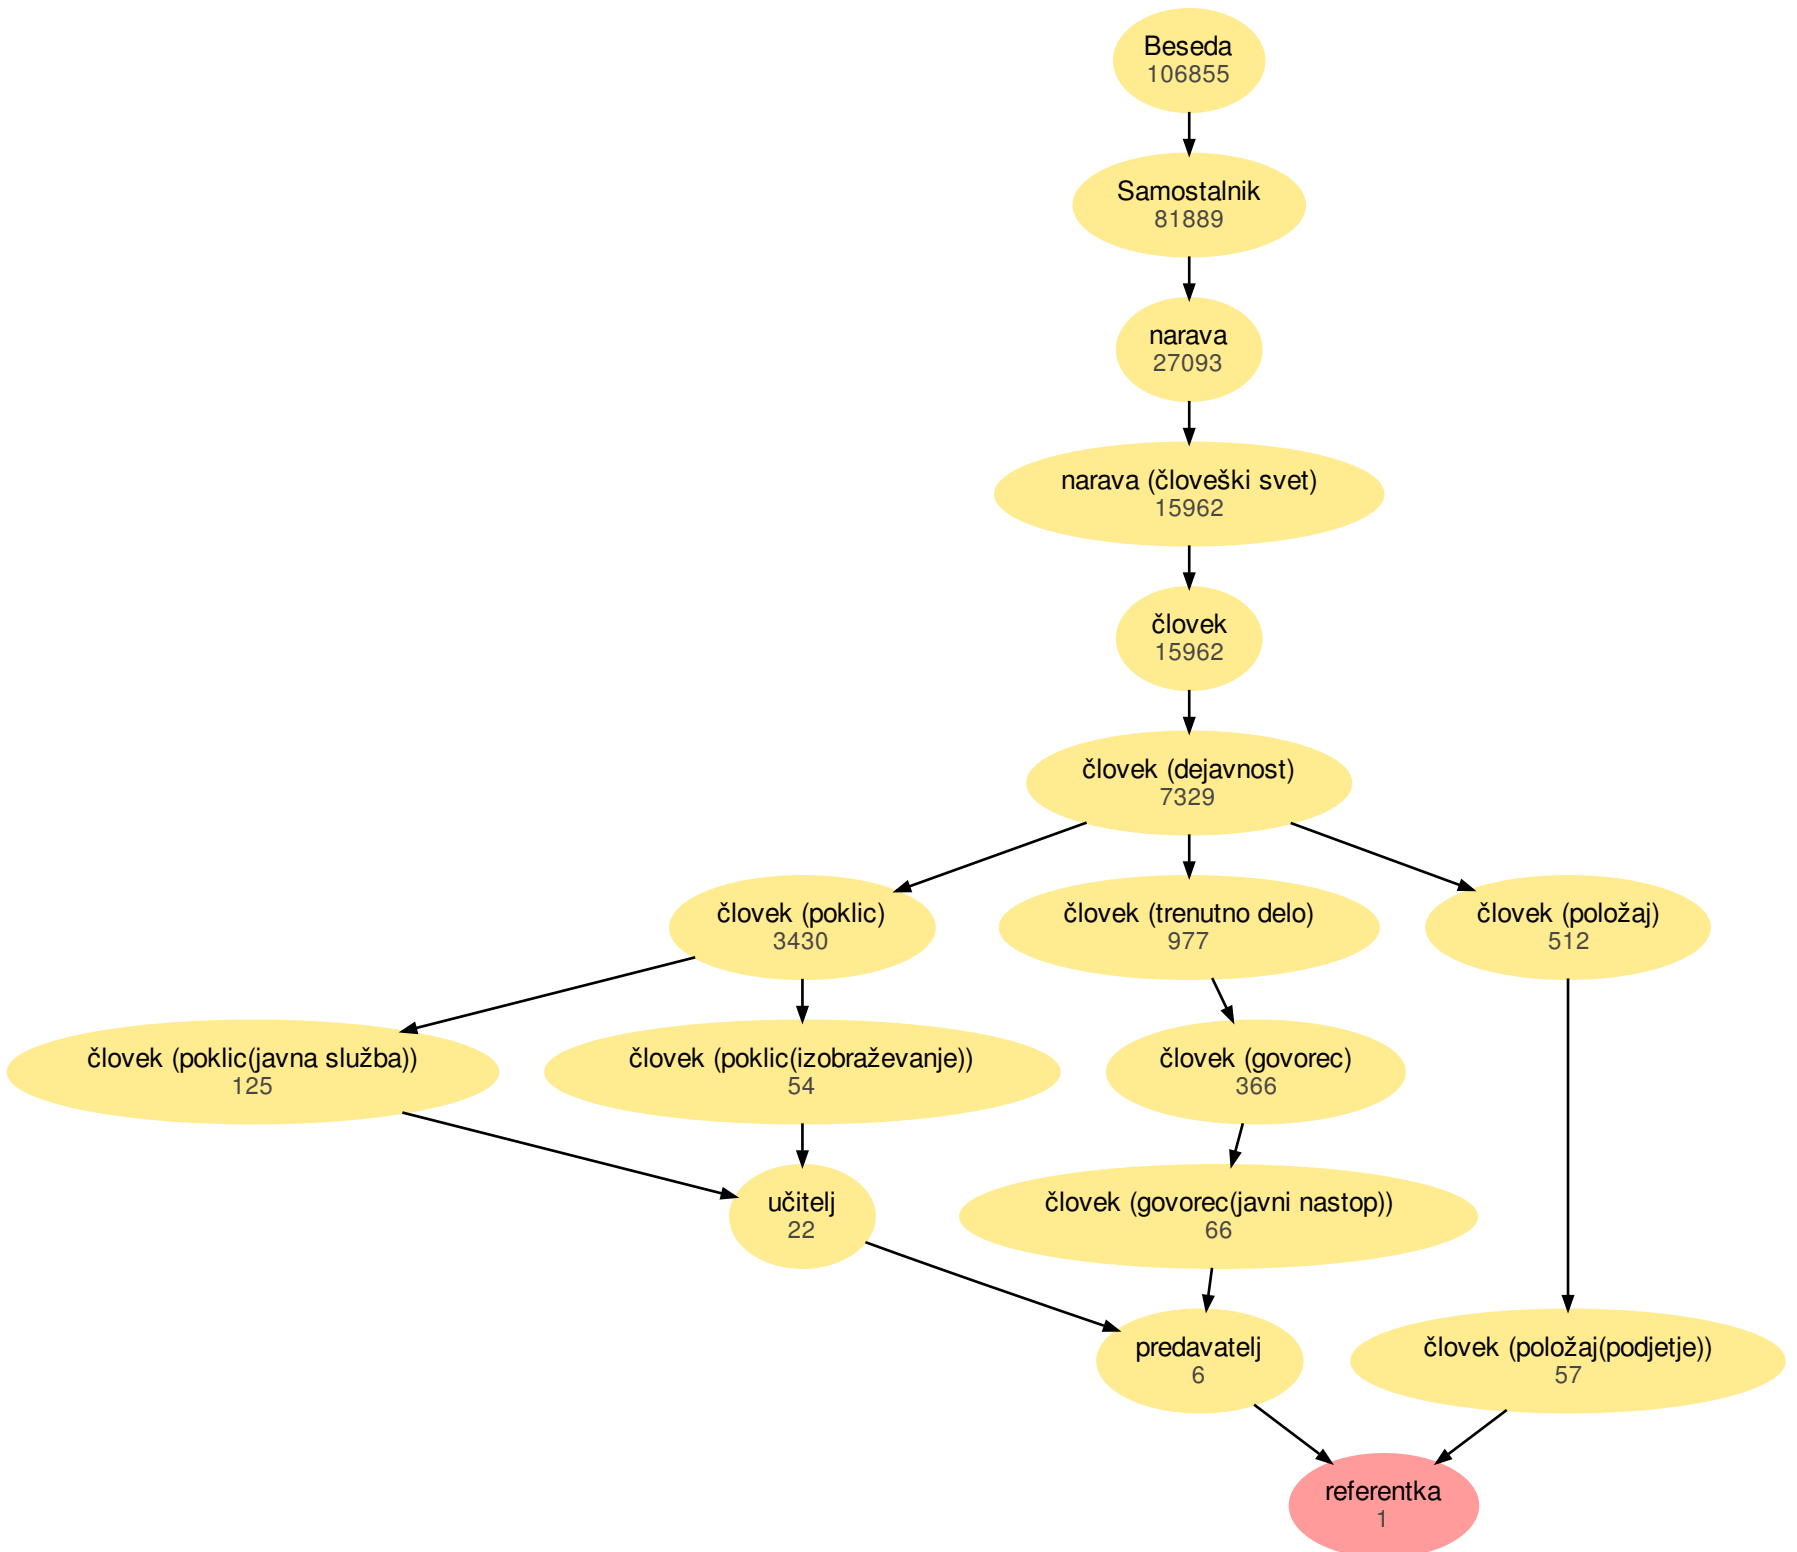 Beseda
106855
Samostalnik
81889
narava
27093
narava (človeški svet)
15962
človek
15962
človek (dejavnost)
7329
človek (poklic)
3430
človek (trenutno delo)
977
človek (položaj)
512
človek (poklic(javna služba))
125
človek (poklic(izobraževanje))
54
človek (govorec)
366
učitelj
22
človek (govorec(javni nastop))
66
predavatelj
6
človek (položaj(podjetje))
57
referentka
1